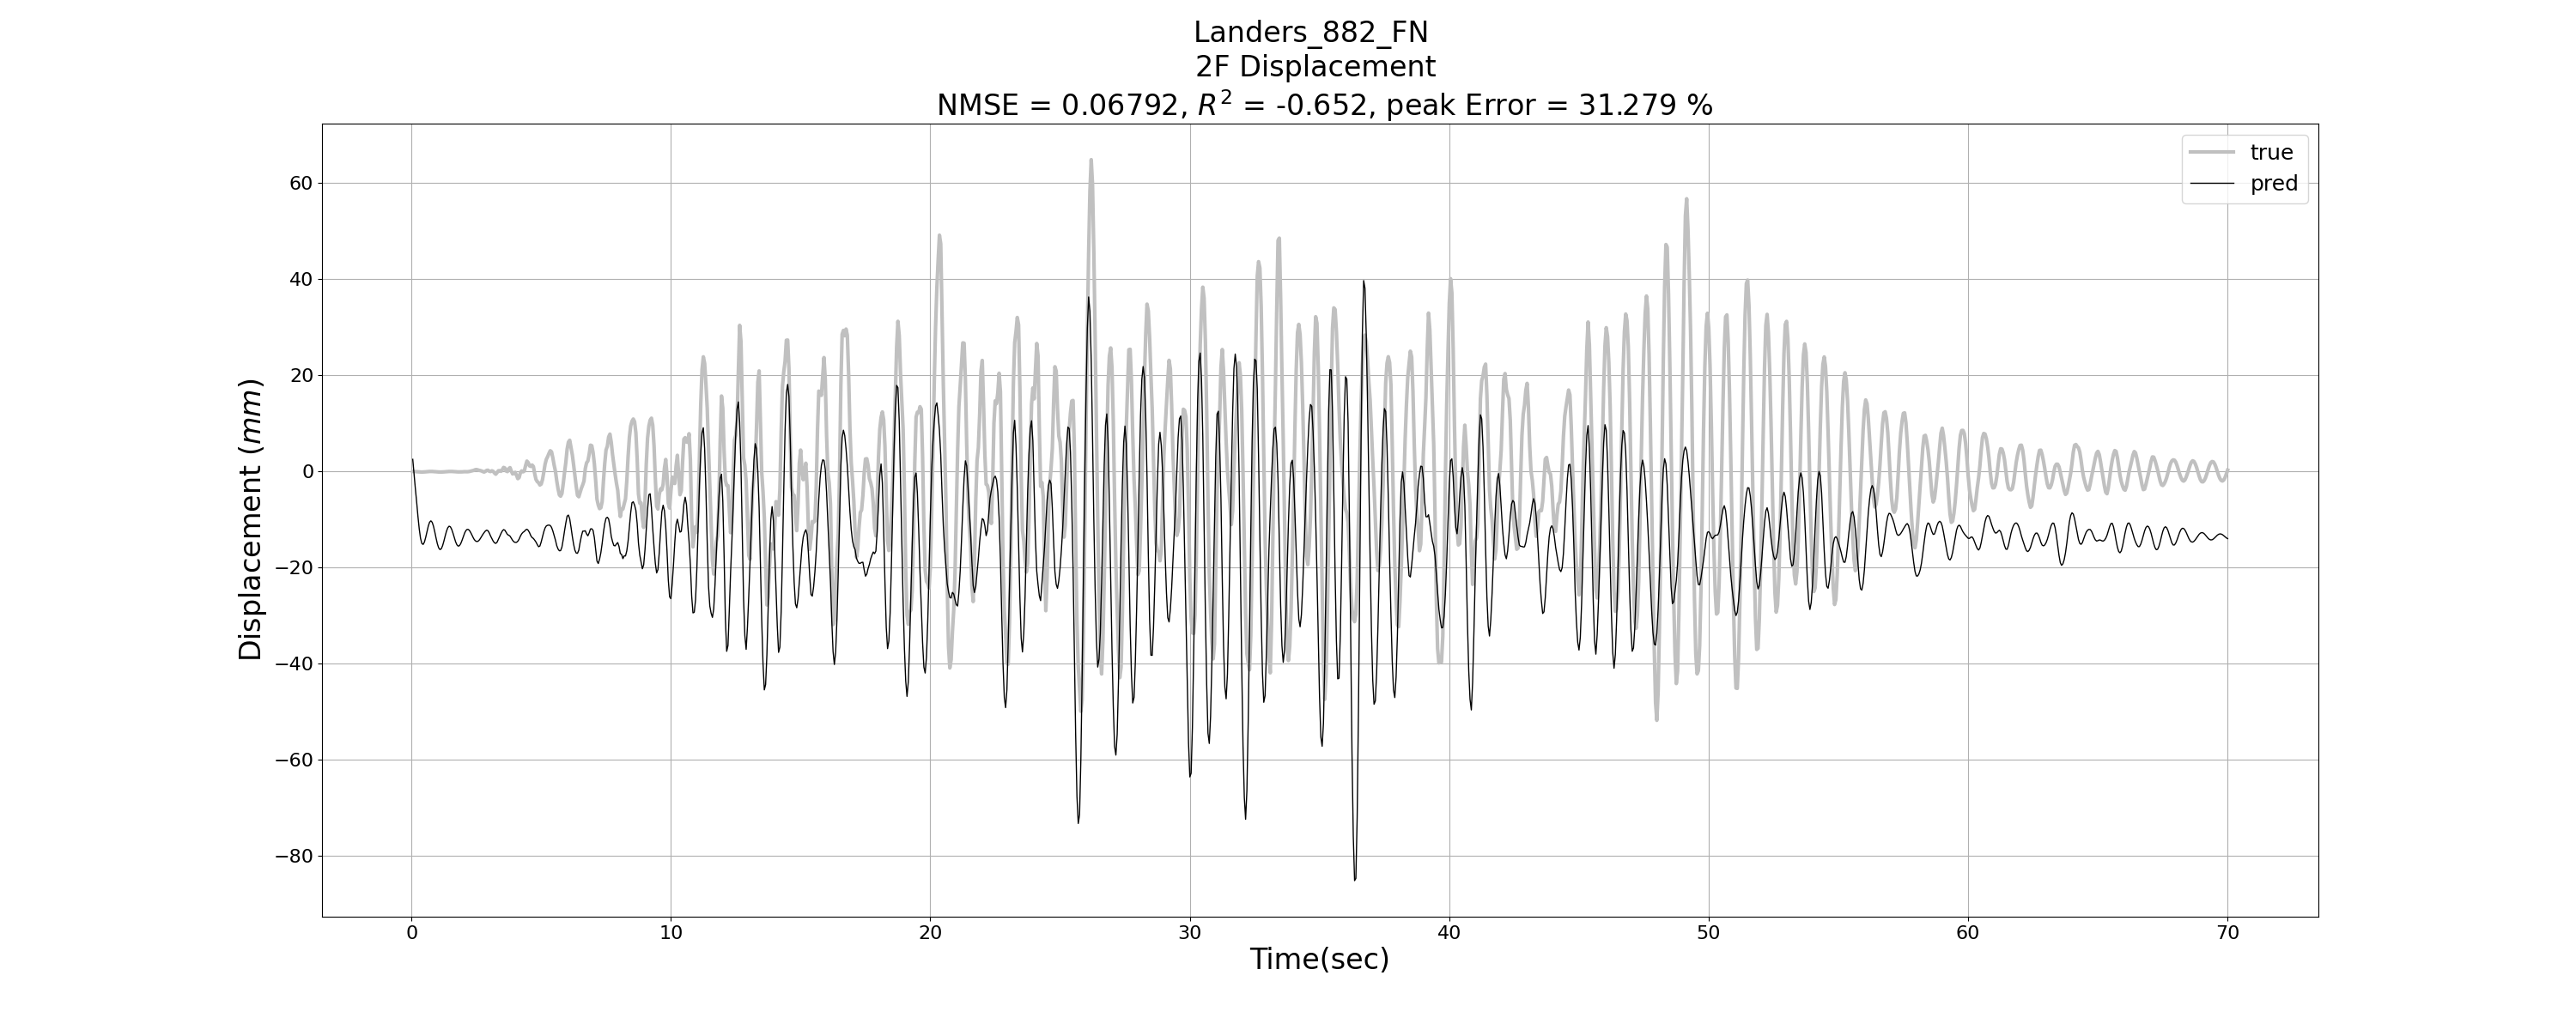 Landers_882_FN
2F Displacement
NMSE = 0.06792, R² = -0.652, peak Error = 31.279 %
true
pred
Displacement (mm)
60
40
20
0
−20
−40
−60
−80
0 10 20 30 40 50 60 70
Time(sec)